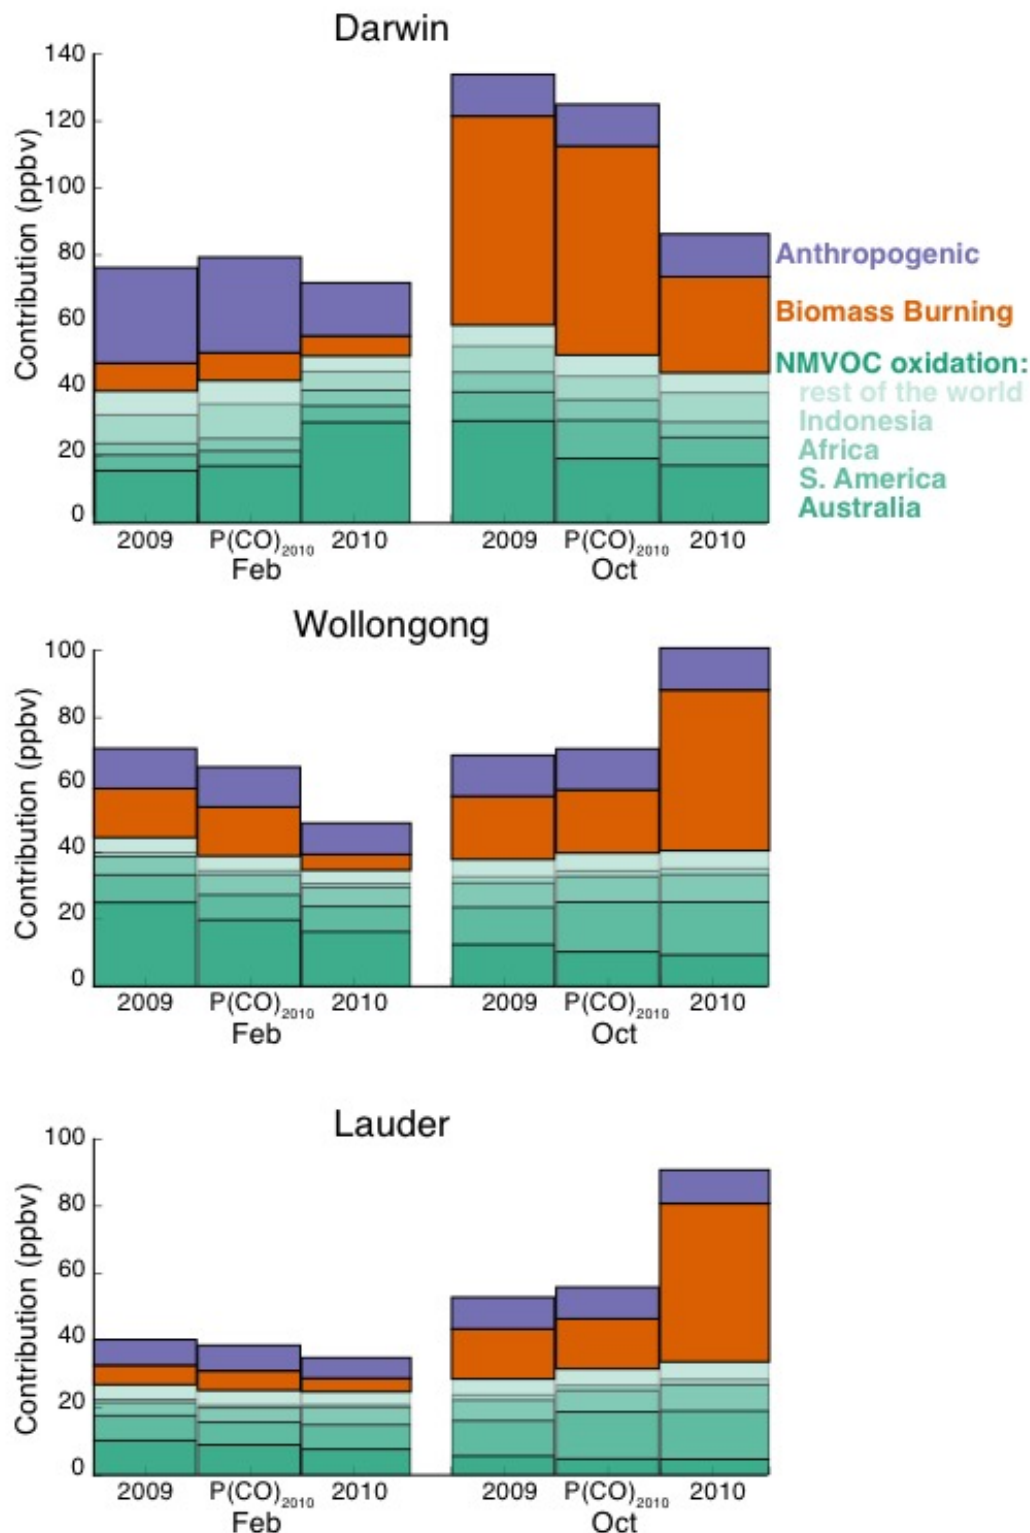 Darwin
Contribution (ppbv)
140
120
100
80
60
40
20
0
2009 P(CO)₂₀₁₀ 2010 2009 P(CO)₂₀₁₀ 2010
Feb Oct
Anthropogenic
Biomass Burning
NMVOC oxidation:
rest of the world
Indonesia
Africa
S. America
Australia
Wollongong
Contribution (ppbv)
100
80
60
40
20
0
2009 P(CO)₂₀₁₀ 2010 2009 P(CO)₂₀₁₀ 2010
Feb Oct
Lauder
Contribution (ppbv)
100
80
60
40
20
0
2009 P(CO)₂₀₁₀ 2010 2009 P(CO)₂₀₁₀ 2010
Feb Oct